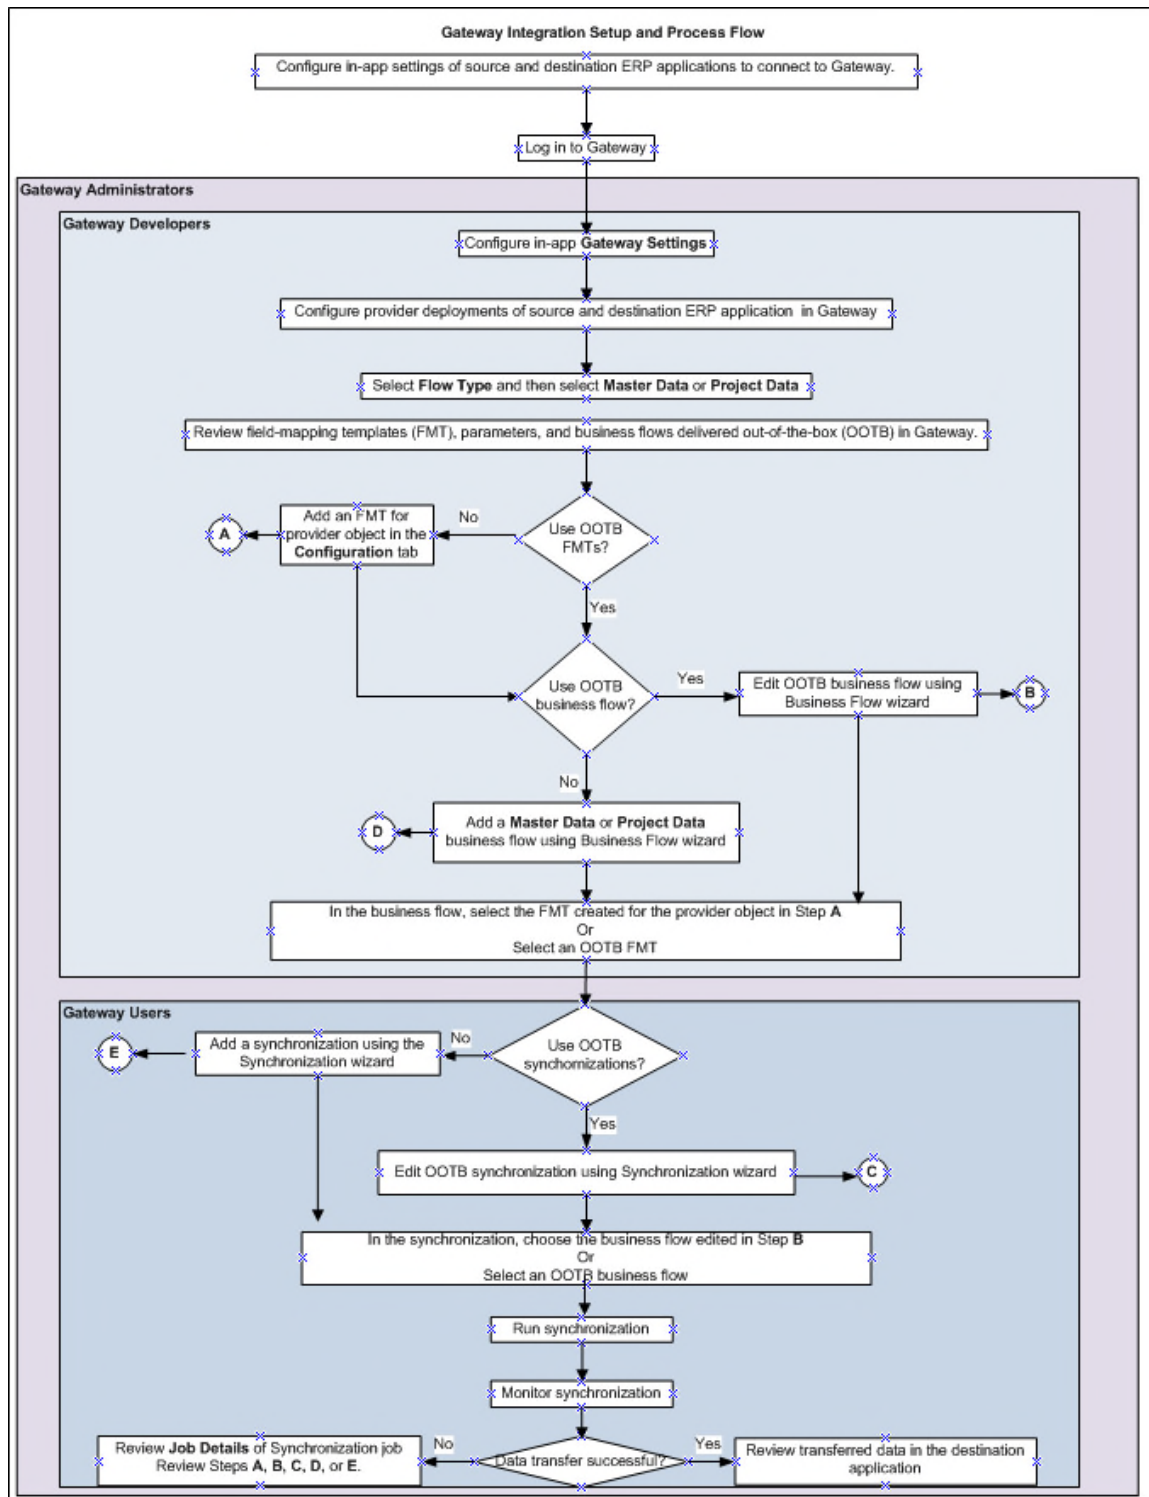 Gateway Integration Setup and Process Flow
Configure in-app settings of source and destination ERP applications to connect to Gateway.
Log in to Gateway
Gateway Administrators
Gateway Developers
Configure in-app Gateway Settings
Configure provider deployments of source and destination ERP application in Gateway
Select Flow Type and then select Master Data or Project Data
Review field-mapping templates (FMT), parameters, and business flows delivered out-of-the-box (OOTB) in Gateway.
A
Add an FMT for
provider object in the
Configuration tab
No
Use OOTB
FMTs?
Yes
Use OOTB
business flow?
Yes
Edit OOTB business flow using
Business Flow wizard
B
No
D
Add a Master Data or Project Data
business flow using Business Flow wizard
In the business flow, select the FMT created for the provider object in Step A
Or
Select an OOTB FMT
Gateway Users
E
Add a synchronization using the
Synchronization wizard
No
Use OOTB
synchornizations?
Yes
Edit OOTB synchronization using Synchronization wizard
C
In the synchronization, choose the business flow edited in Step B
Or
Select an OOTB business flow
Run synchronization
Monitor synchronization
Review Job Details of Synchronization job
Review Steps A, B, C, D, or E.
No
Data transfer successful?
Yes
Review transferred data in the destination
application